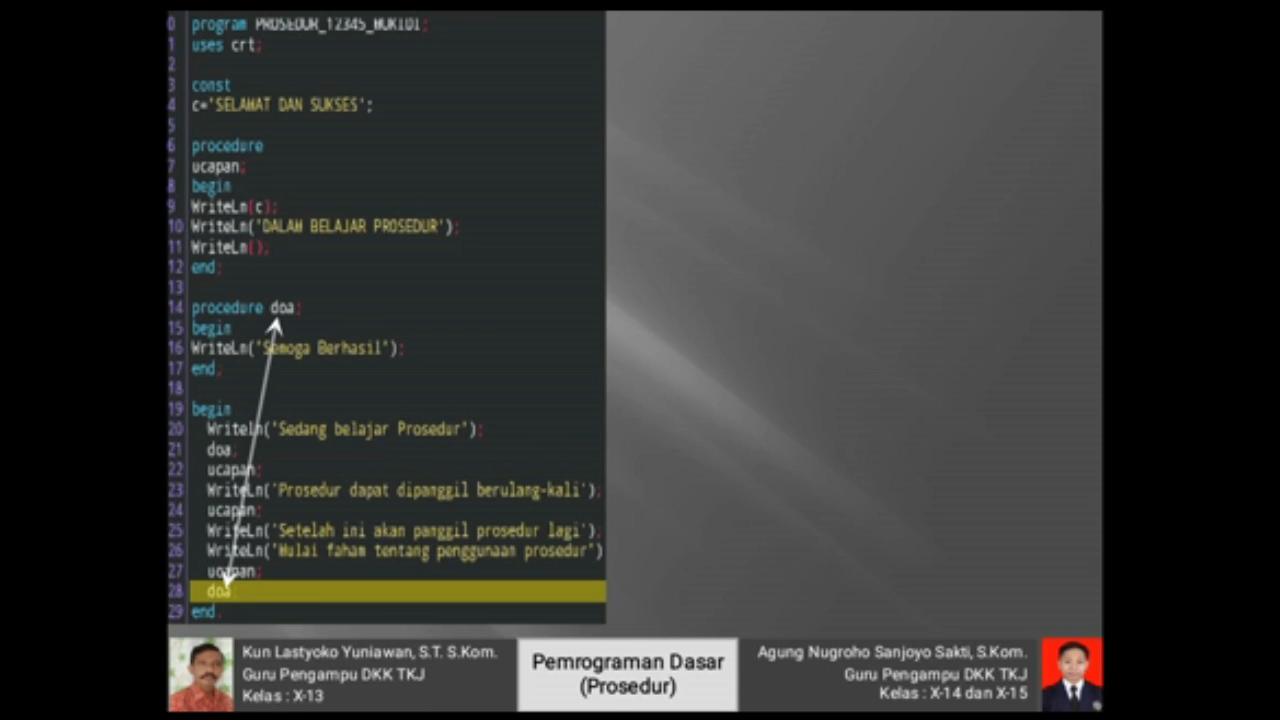 0 program PROSEDUR_12345_MUKIDI;
1 uses crt;
2
3 const
4 c='SELAMAT DAN SUKSES';
5
6 procedure
7 ucapan;
8 begin
9 WriteLn(c);
10 WriteLn('DALAM BELAJAR PROSEDUR');
11 WriteLn();
12 end;
13
14 procedure doa;
15 begin
16 WriteLn('Semoga Berhasil');
17 end;
18
19 begin
20 Writeln('Sedang belajar Prosedur');
21 doa;
22 ucapan;
23 WriteLn('Prosedur dapat dipanggil berulang-kali');
24 ucapan;
25 WriteLn('Setelah ini akan panggil prosedur lagi');
26 WriteLn('Mulai faham tentang penggunaan prosedur')
27 ucapan;
28 doa
29 end.
Kun Lastyoko Yuniawan, S.T. S.Kom.
Guru Pengampu DKK TKJ
Kelas : X-13
Pemrograman Dasar
(Prosedur)
Agung Nugroho Sanjoyo Sakti, S.Kom.
Guru Pengampu DKK TKJ
Kelas : X-14 dan X-15